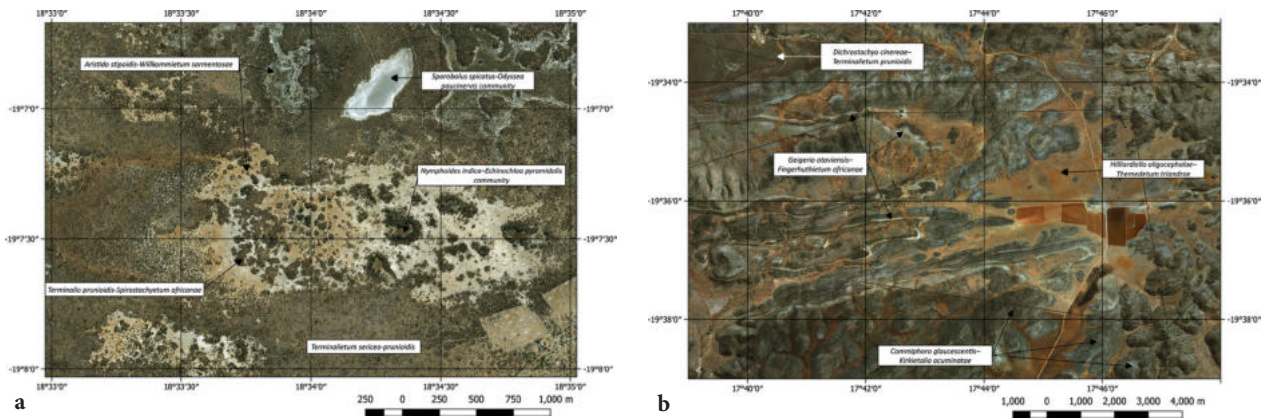 18°33'0" 18°33'30" 18°34'0" 18°34'30" 18°35'0"
Aristido stipoidis-Willkommietum sarmentosae
Sporobolus spicatus-Odyssea
paucinervis community
-19°7'0" -19°7'0"
Nymphoides indica-Echinochloa pyramidalis
community
-19°7'30" -19°7'30"
Terminalio prunioidis-Spirostachyetum africanae
Terminalietum sericea-prunioidis
-19°8'0" -19°8'0"
18°33'0" 18°33'30" 18°34'0" 18°34'30" 18°35'0"
250 0 250 500 750 1,000 m
a
17°40'0" 17°42'0" 17°44'0" 17°46'0"
Dichrostachyo cinereae-
Terminalietum prunioidis
-19°34'0" -19°34'0"
Geigerio otaviensis-
Fingerhuthietum africanae
Hilliardiello oligocephalae-
Themedetum triandrae
-19°36'0" -19°36'0"
-19°38'0" -19°38'0"
Commiphoro glaucescentis-
Kirkietalia acuminatae
17°40'0" 17°42'0" 17°44'0" 17°46'0"
1,000 0 1,000 2,000 3,000 4,000 m
b